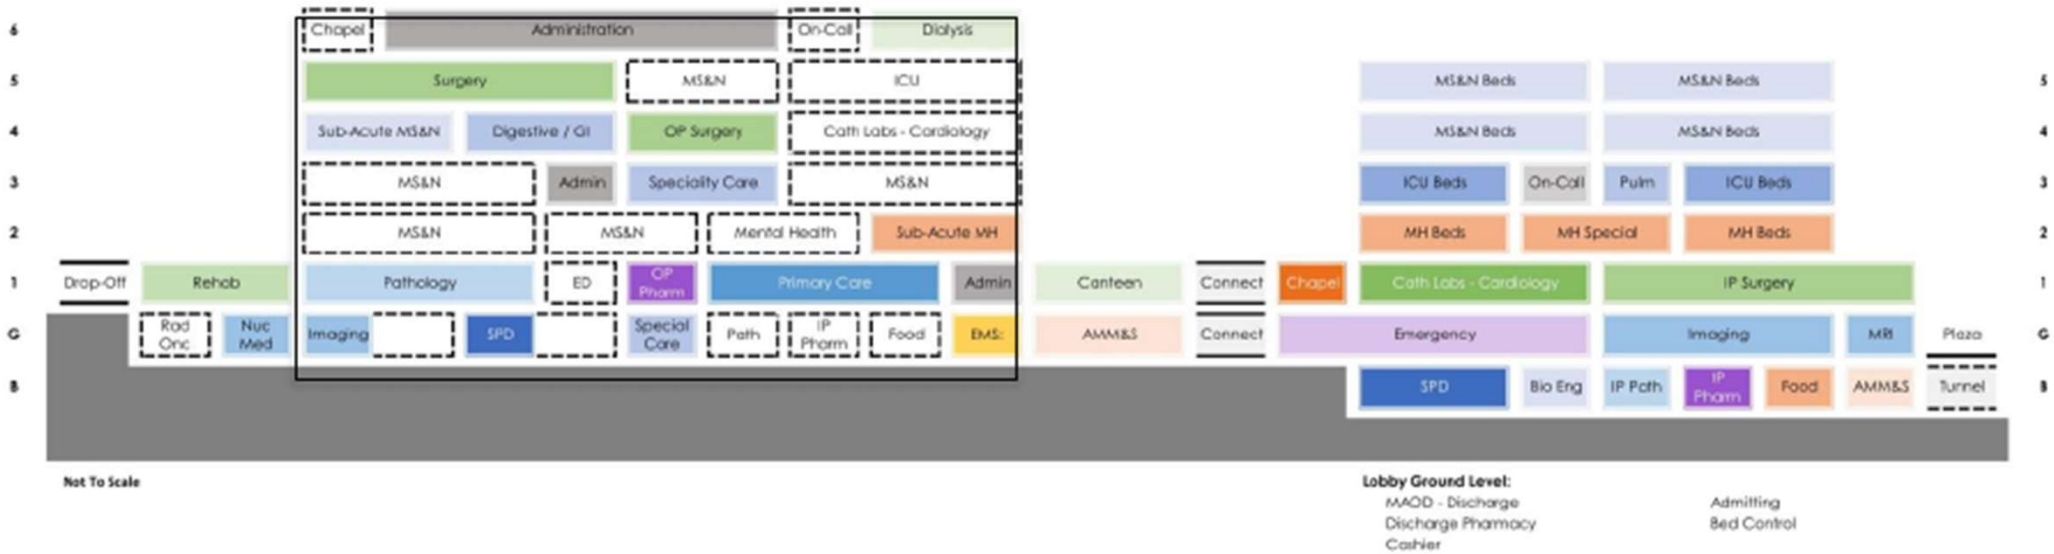 6 Chapel Administration On-Call Dialysis
5 Surgery MS&N ICU MS&N Beds MS&N Beds 5
4 Sub-Acute MS&N Digestive / GI OP Surgery Cath Labs - Cardiology MS&N Beds MS&N Beds 4
3 MS&N Admin Speciality Care MS&N ICU Beds On-Call Pulm ICU Beds 3
2 MS&N MS&N Mental Health Sub-Acute MH MH Beds MH Special MH Beds 2
1 Drop-Off Rehab Pathology ED OP Pharm Primary Care Admin Canteen Connect Chapel Cath Labs - Cardiology IP Surgery 1
G Rad Onc Nuc Med Imaging SPD Special Care Path IP Pharm Food EMS: AMM&S Connect Emergency Imaging MRI Plaza G
B SPD Bio Eng IP Path IP Pharm Food AMM&S Tunnel B
Not To Scale
Lobby Ground Level:
MAOD - Discharge Admitting
Discharge Pharmacy Bed Control
Cashier